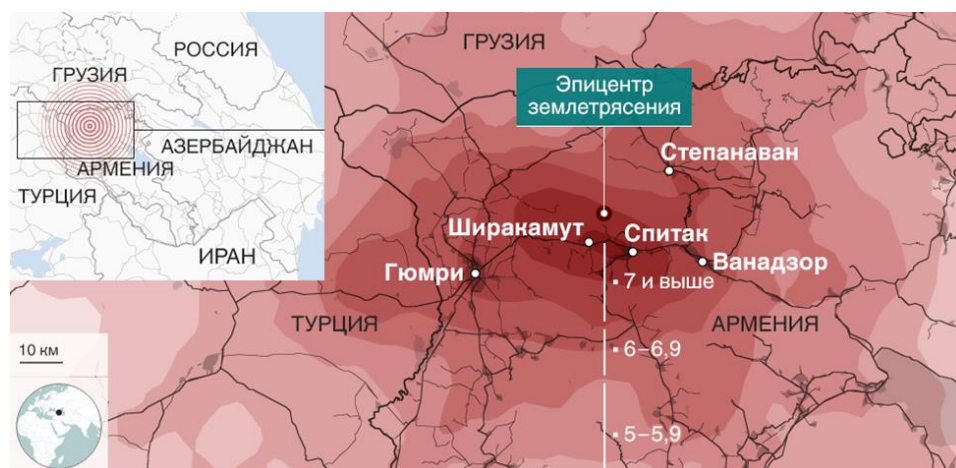 РОССИЯ
ГРУЗИЯ
АЗЕРБАЙДЖАН
АРМЕНИЯ
ТУРЦИЯ
ИРАН
ГРУЗИЯ
Эпицентр
землетрясения
Степанаван
Ширакамут
Спитак
Гюмри
Ванадзор
7 и выше
ТУРЦИЯ
АРМЕНИЯ
6–6,9
10 км
5–5,9